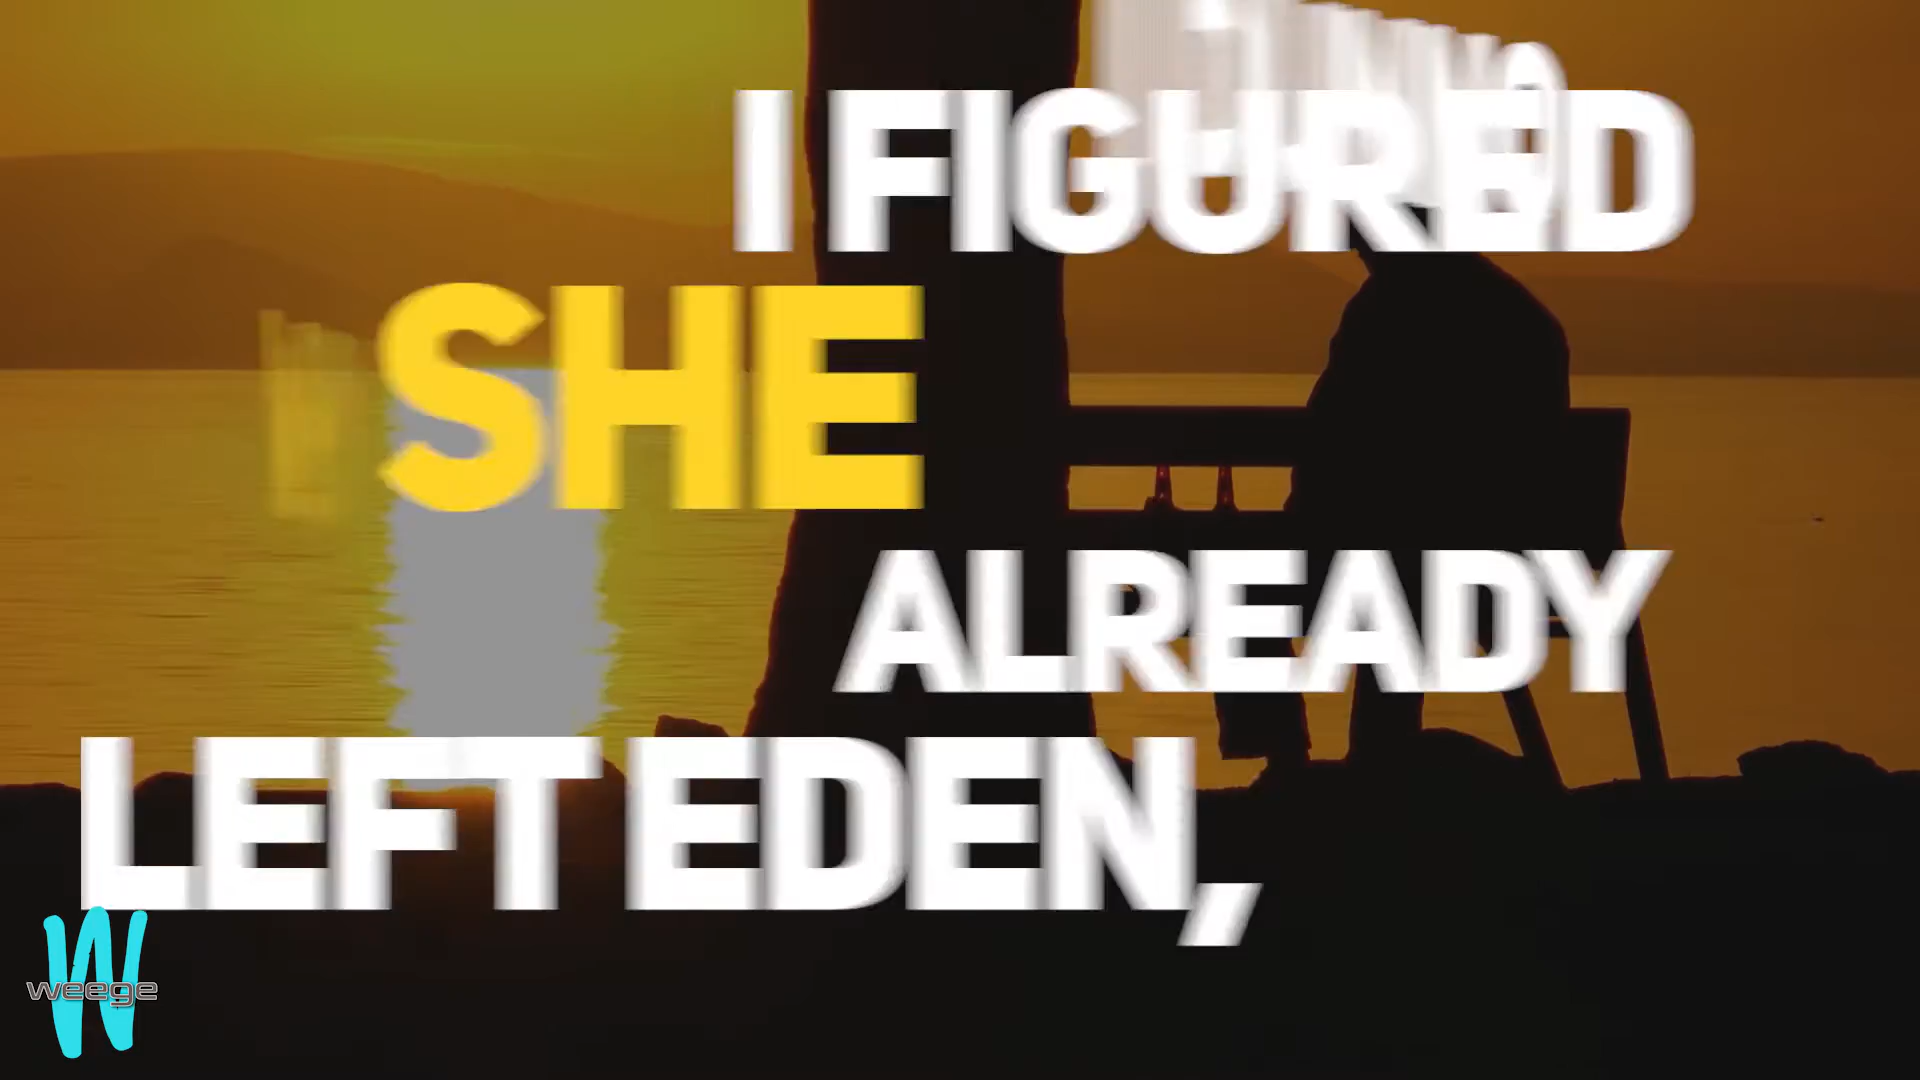 I FIGURED
SHE
ALREADY
LEFT EDEN,
weege